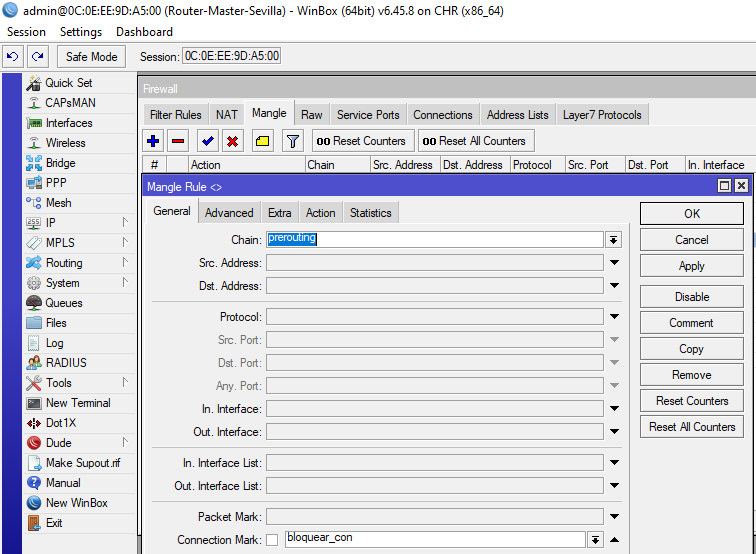 admin@0C:0E:EE:9D:A5:00 (Router-Master-Sevilla) - WinBox (64bit) v6.45.8 on CHR (x86_64)
Session Settings Dashboard
Safe Mode Session: 0C:0E:EE:9D:A5:00
Quick Set
CAPsMAN
Interfaces
Wireless
Bridge
PPP
Mesh
IP
MPLS
Routing
System
Queues
Files
Log
RADIUS
Tools
New Terminal
Dot1X
Dude
Make Supout.rif
Manual
New WinBox
Exit
Firewall
Filter Rules NAT Mangle Raw Service Ports Connections Address Lists Layer7 Protocols
00 Reset Counters 00 Reset All Counters
# Action Chain Src. Address Dst. Address Protocol Src. Port Dst. Port In. Interface
Mangle Rule <>
General Advanced Extra Action Statistics
Chain: prerouting
Src. Address:
Dst. Address:
Protocol:
Src. Port:
Dst. Port:
Any. Port:
In. Interface:
Out. Interface:
In. Interface List:
Out. Interface List:
Packet Mark:
Connection Mark: bloquear_con
OK
Cancel
Apply
Disable
Comment
Copy
Remove
Reset Counters
Reset All Counters